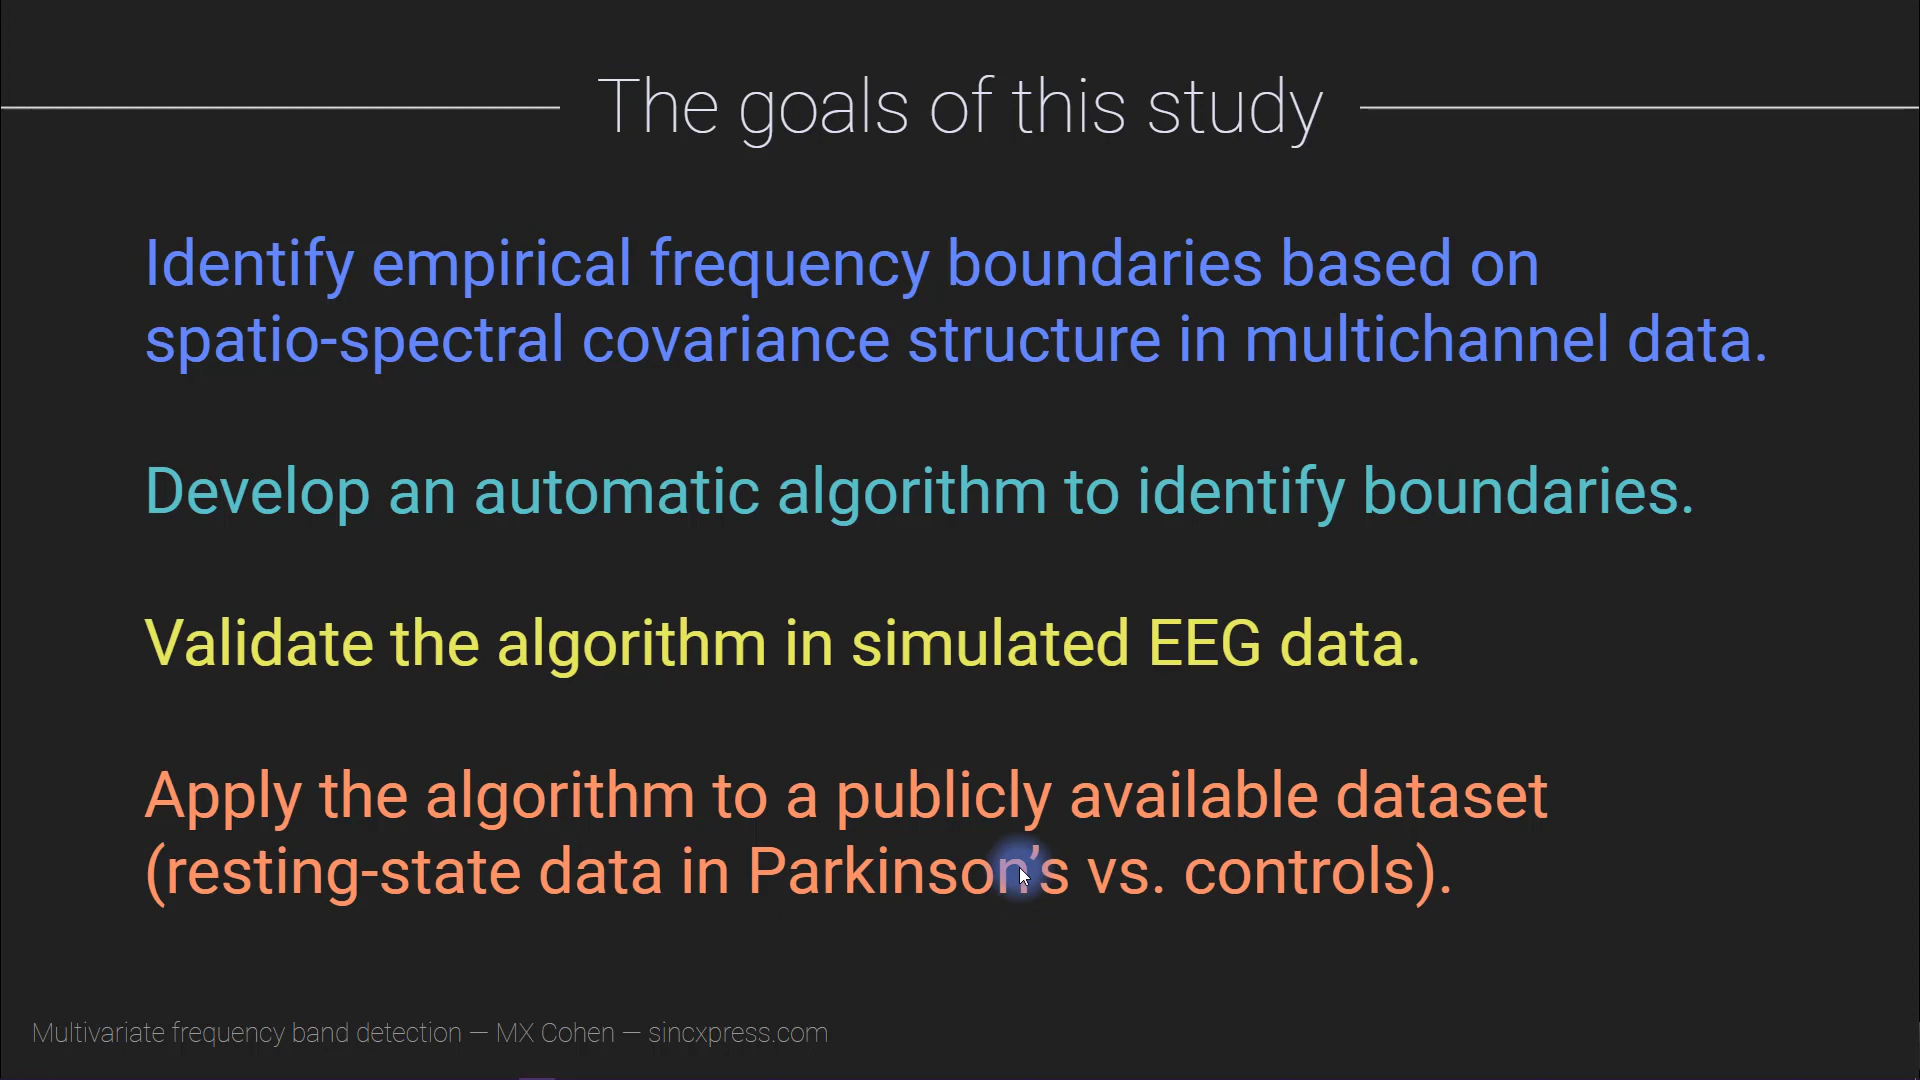 The goals of this study
Identify empirical frequency boundaries based on
spatio-spectral covariance structure in multichannel data.
Develop an automatic algorithm to identify boundaries.
Validate the algorithm in simulated EEG data.
Apply the algorithm to a publicly available dataset
(resting-state data in Parkinson’s vs. controls).
Multivariate frequency band detection — MX Cohen — sincxpress.com